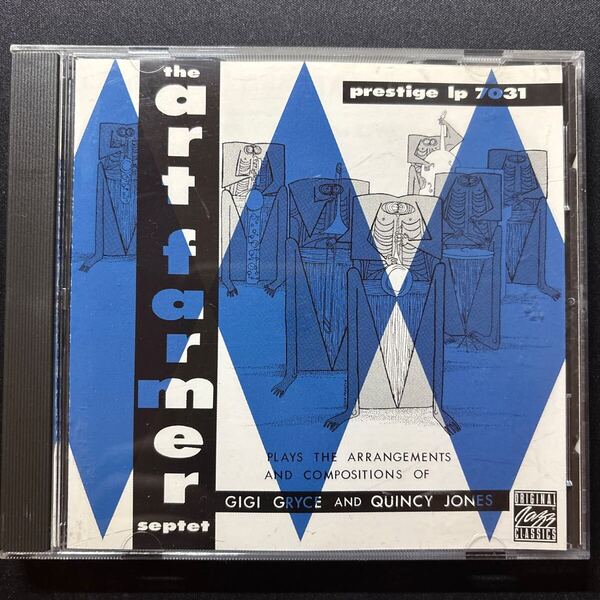 the
art
farmer
septet
prestige lp 7031
PLAYS THE ARRANGEMENTS
AND COMPOSITIONS OF
GIGI GRYCE AND QUINCY JONES
ORIGINAL
Jazz
CLASSICS